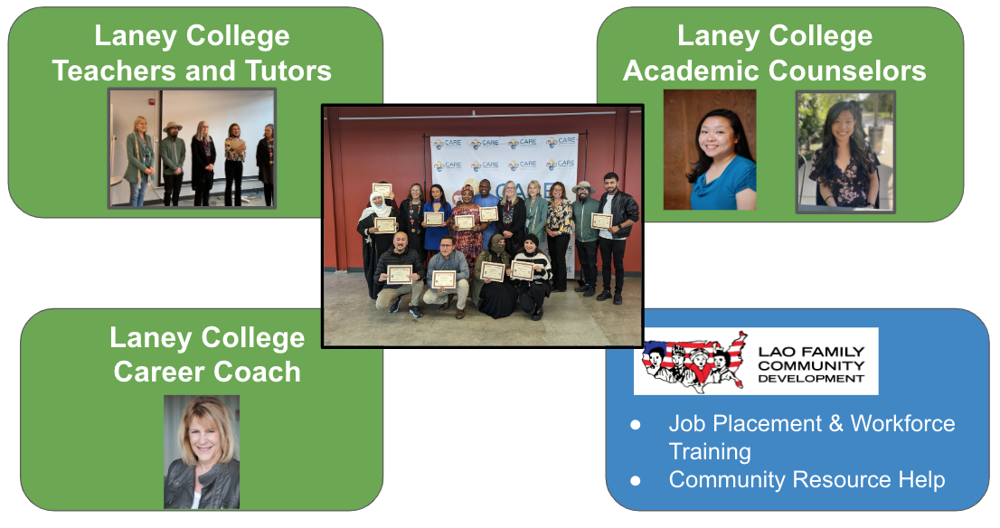 Laney College
Teachers and Tutors
Laney College
Academic Counselors
CARE
CARE
CARE
CARE
CARE
CARE
CARE
CARE
CARE
Laney College
Career Coach
LAO FAMILY
COMMUNITY
DEVELOPMENT
● Job Placement & Workforce
Training
● Community Resource Help